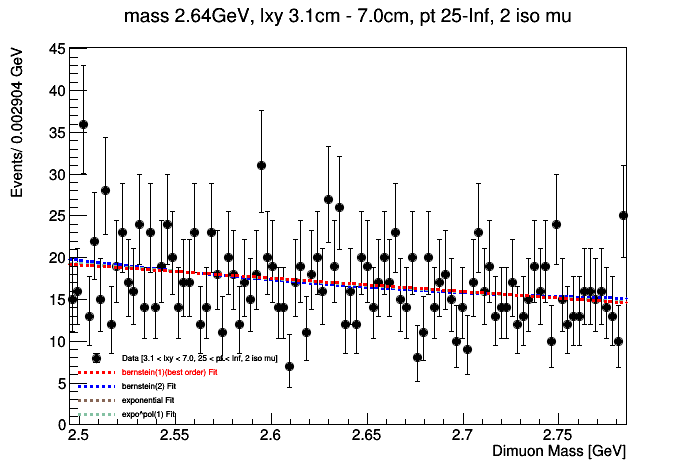 mass 2.64GeV, lxy 3.1cm - 7.0cm, pt 25-Inf, 2 iso mu
Events/ 0.002904 GeV
45
40
35
30
25
20
15
10
5
0
Data [3.1 < lxy < 7.0, 25 < pt < Inf, 2 iso mu]
bernstein(1)(best order) Fit
bernstein(2) Fit
exponential Fit
expo*pol(1) Fit
2.5 2.55 2.6 2.65 2.7 2.75
Dimuon Mass [GeV]